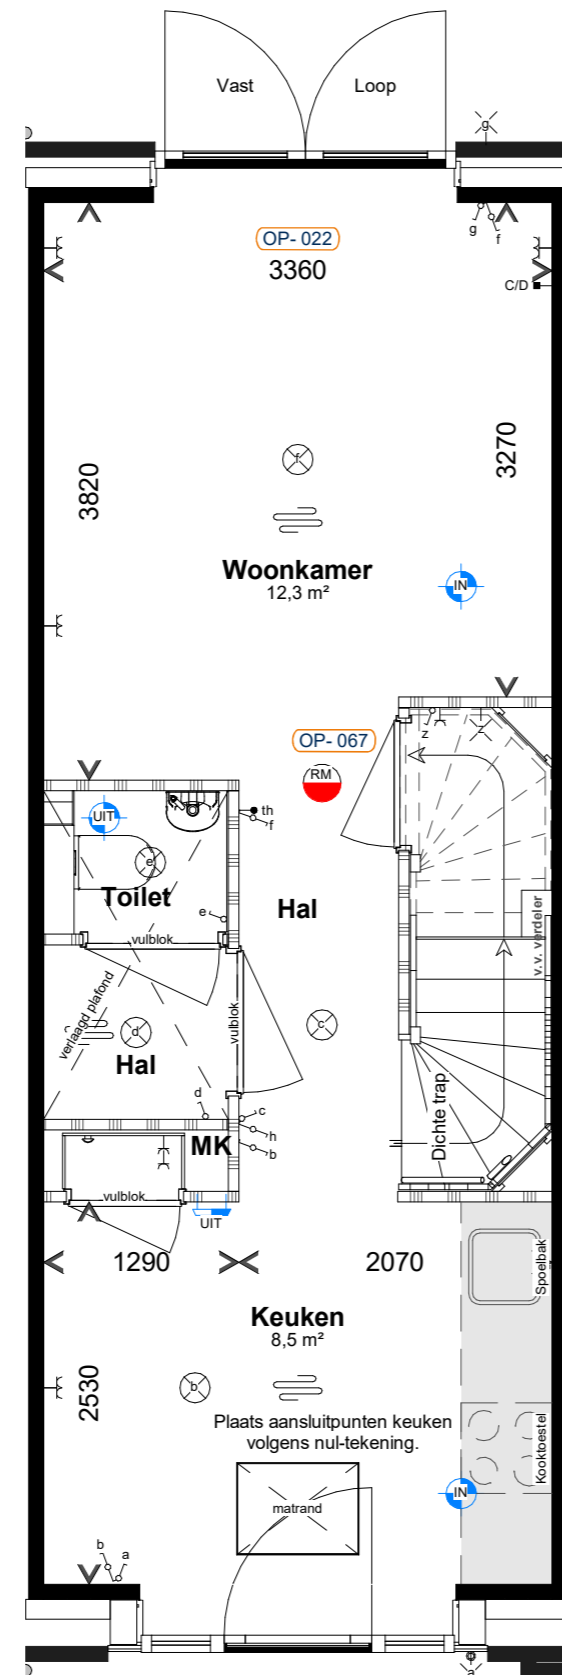 Vast
Loop
g
OP- 022
3360
g
f
C/D
f
3820
3270
Woonkamer
12,3 m²
IN
OP- 067
z
z
RM
UIT
th
f
e
Toilet
Hal
e
v.v. verdeler
vulblok
verlaagd plafond
vulblok
d
c
Hal
Dichte trap
d
c
h
MK
b
vulblok
UIT
1290
2070
Spoelbak
Keuken
8,5 m²
2530
b
Plaats aansluitpunten keuken
volgens nul-tekening.
Kooktoestel
matrand
IN
b
a
a